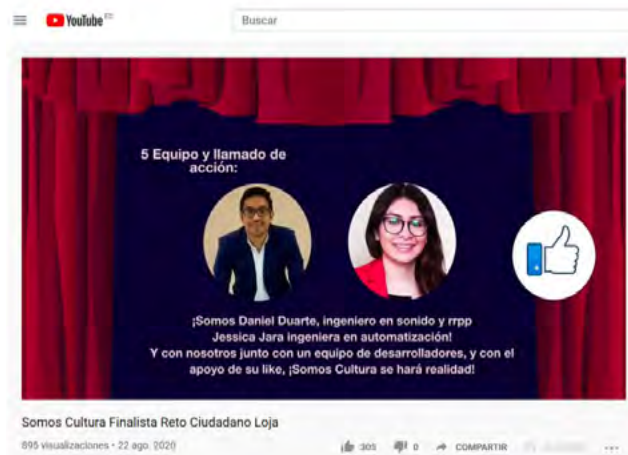 YouTube EC
Buscar
5 Equipo y llamado de
acción:
¡Somos Daniel Duarte, ingeniero en sonido y rrpp
Jessica Jara ingeniera en automatización!
Y con nosotros junto con un equipo de desarrolladores, y con el
apoyo de su like, ¡Somos Cultura se hará realidad!
Somos Cultura Finalista Reto Ciudadano Loja
895 visualizaciones • 22 ago. 2020
305 0 COMPARTIR